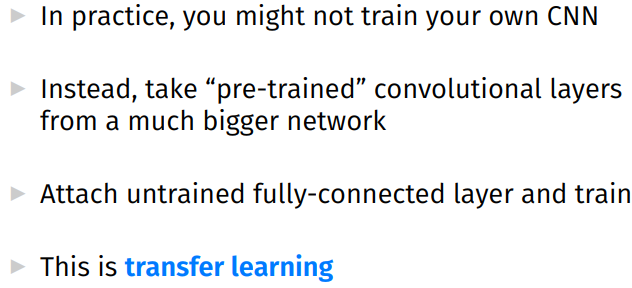 In practice, you might not train your own CNN
Instead, take “pre-trained” convolutional layers
from a much bigger network
Attach untrained fully-connected layer and train
This is transfer learning